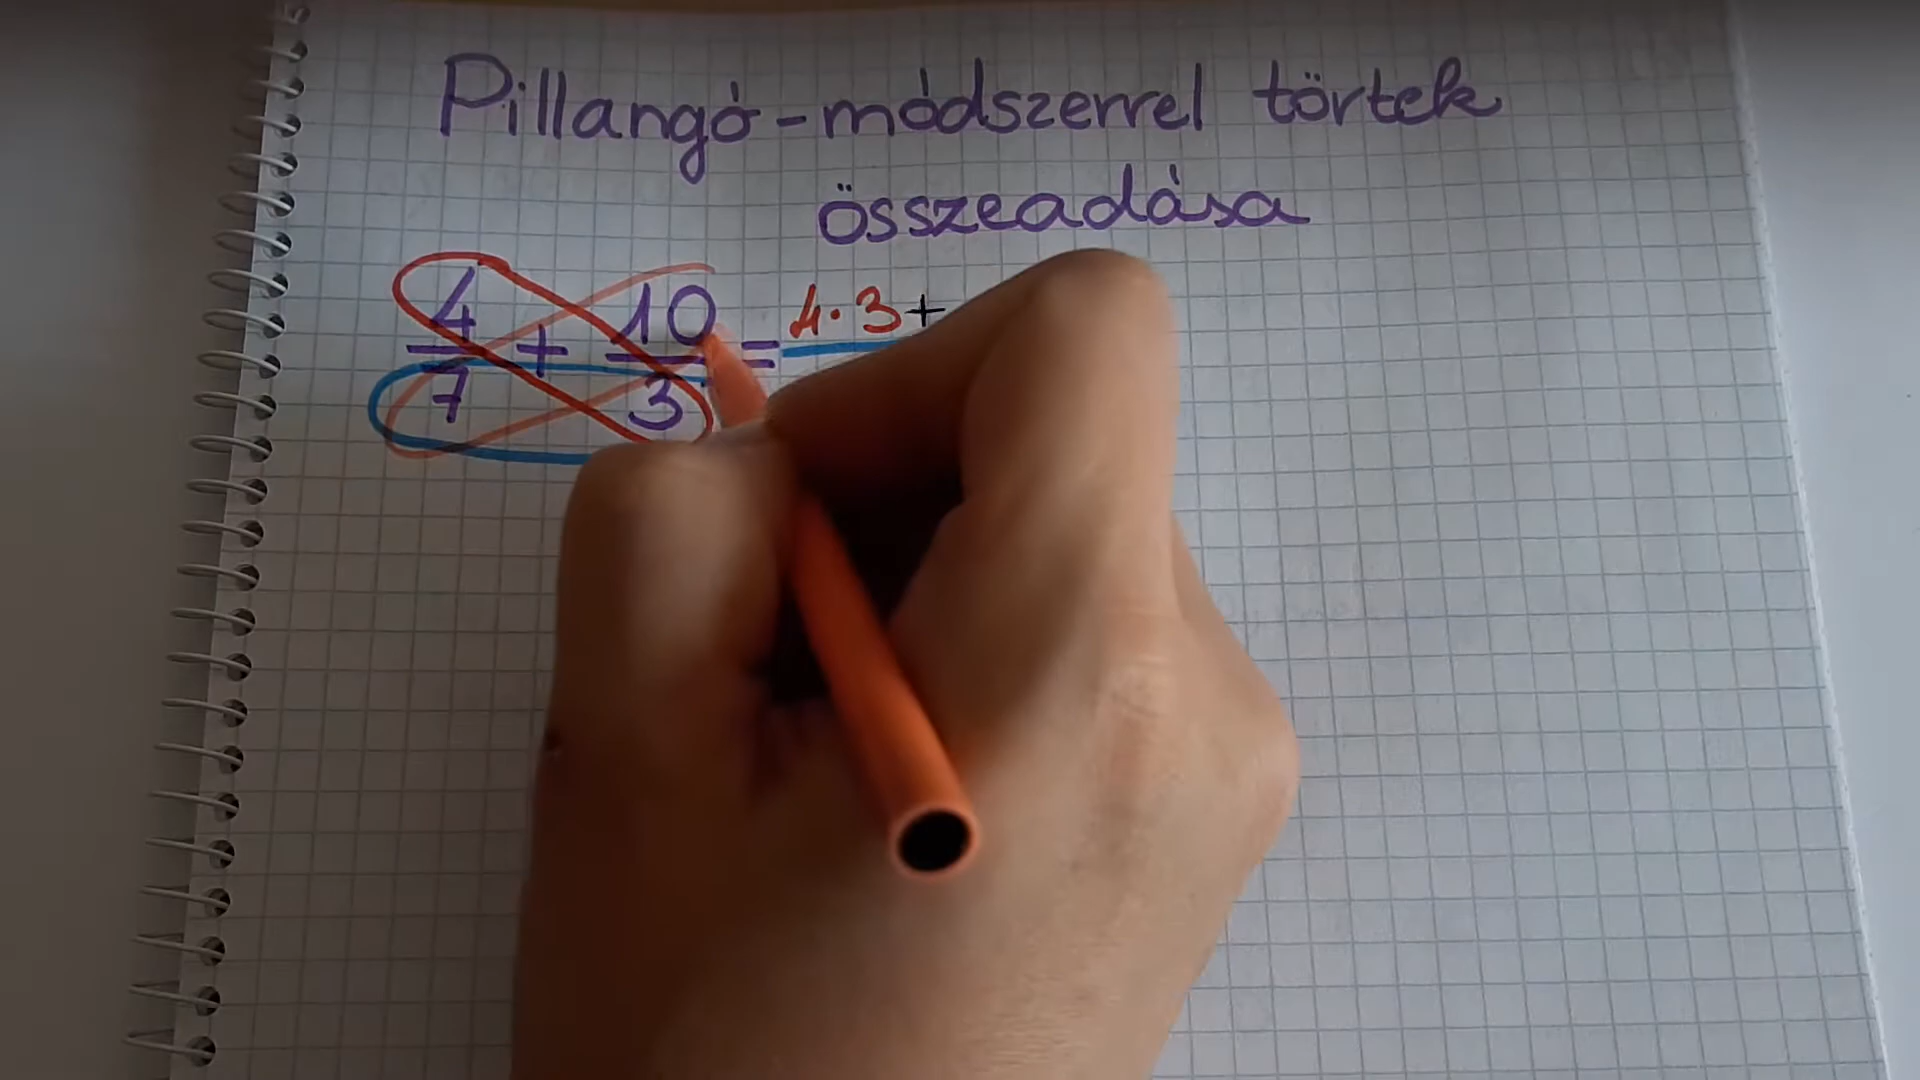 Pillangó-módszerrel törtek
összeadása
4/7 + 10/3 = 4·3+